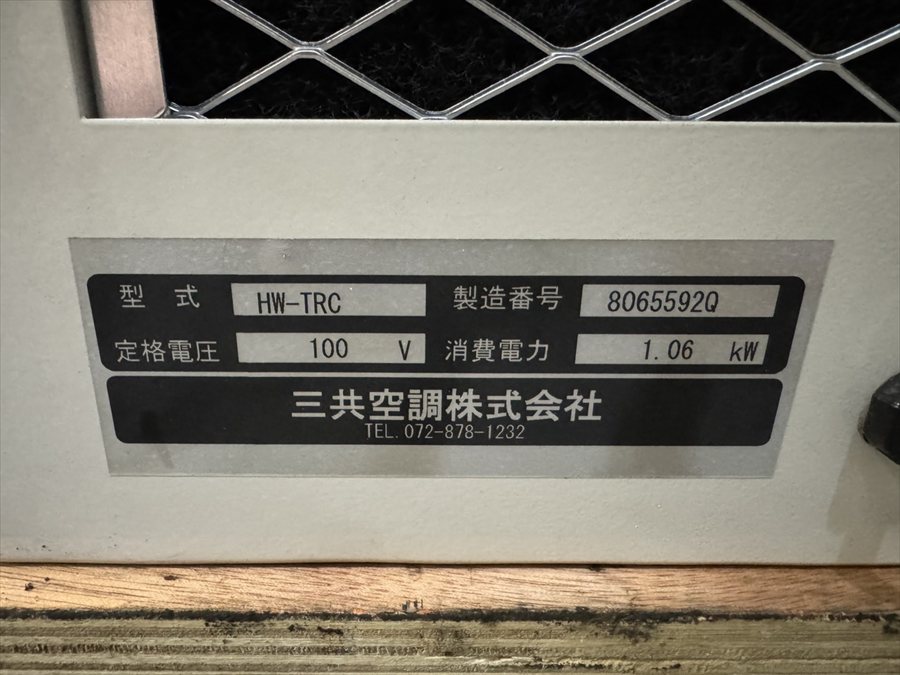 型式 HW-TRC 製造番号 8065592Q
定格電圧 100 V 消費電力 1.06 kW
三共空調株式会社
TEL.072-878-1232